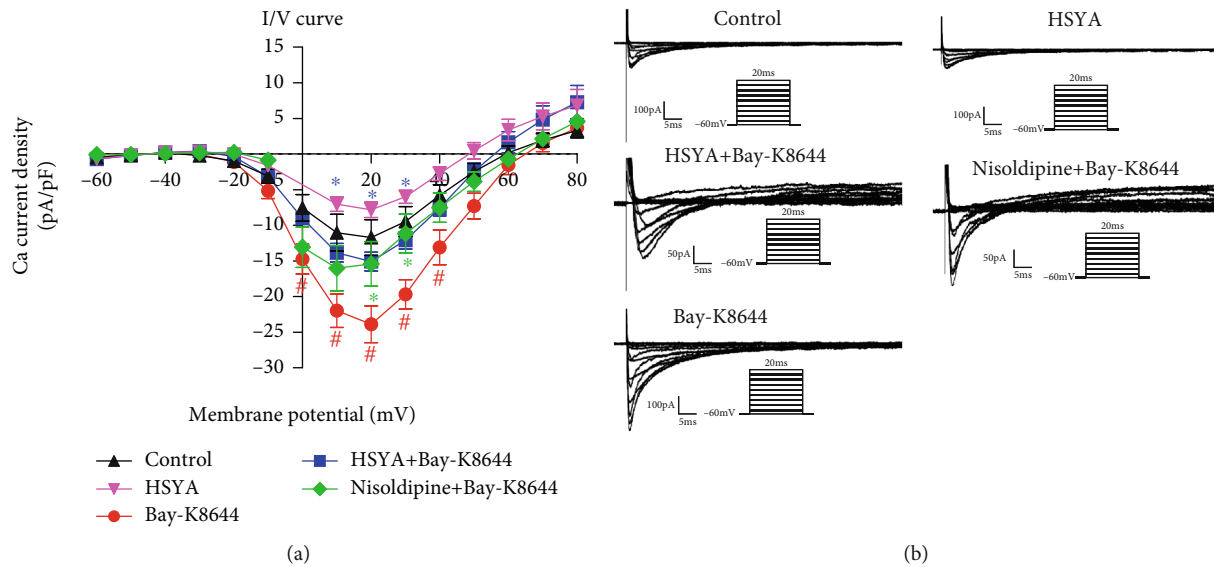 I/V curve
15
10
5
−60
−40
−20
20
40
60
80
−5
−10
−15
−20
−25
−30
* * *
*
*
# # # # #
Ca current density
(pA/pF)
Membrane potential (mV)
Control
HSYA
Bay-K8644
HSYA+Bay-K8644
Nisoldipine+Bay-K8644
(a)
Control
20ms
100pA
5ms
−60mV
HSYA
20ms
100pA
5ms
−60mV
HSYA+Bay-K8644
20ms
50pA
5ms
−60mV
Nisoldipine+Bay-K8644
20ms
50pA
5ms
−60mV
Bay-K8644
20ms
100pA
5ms
−60mV
(b)